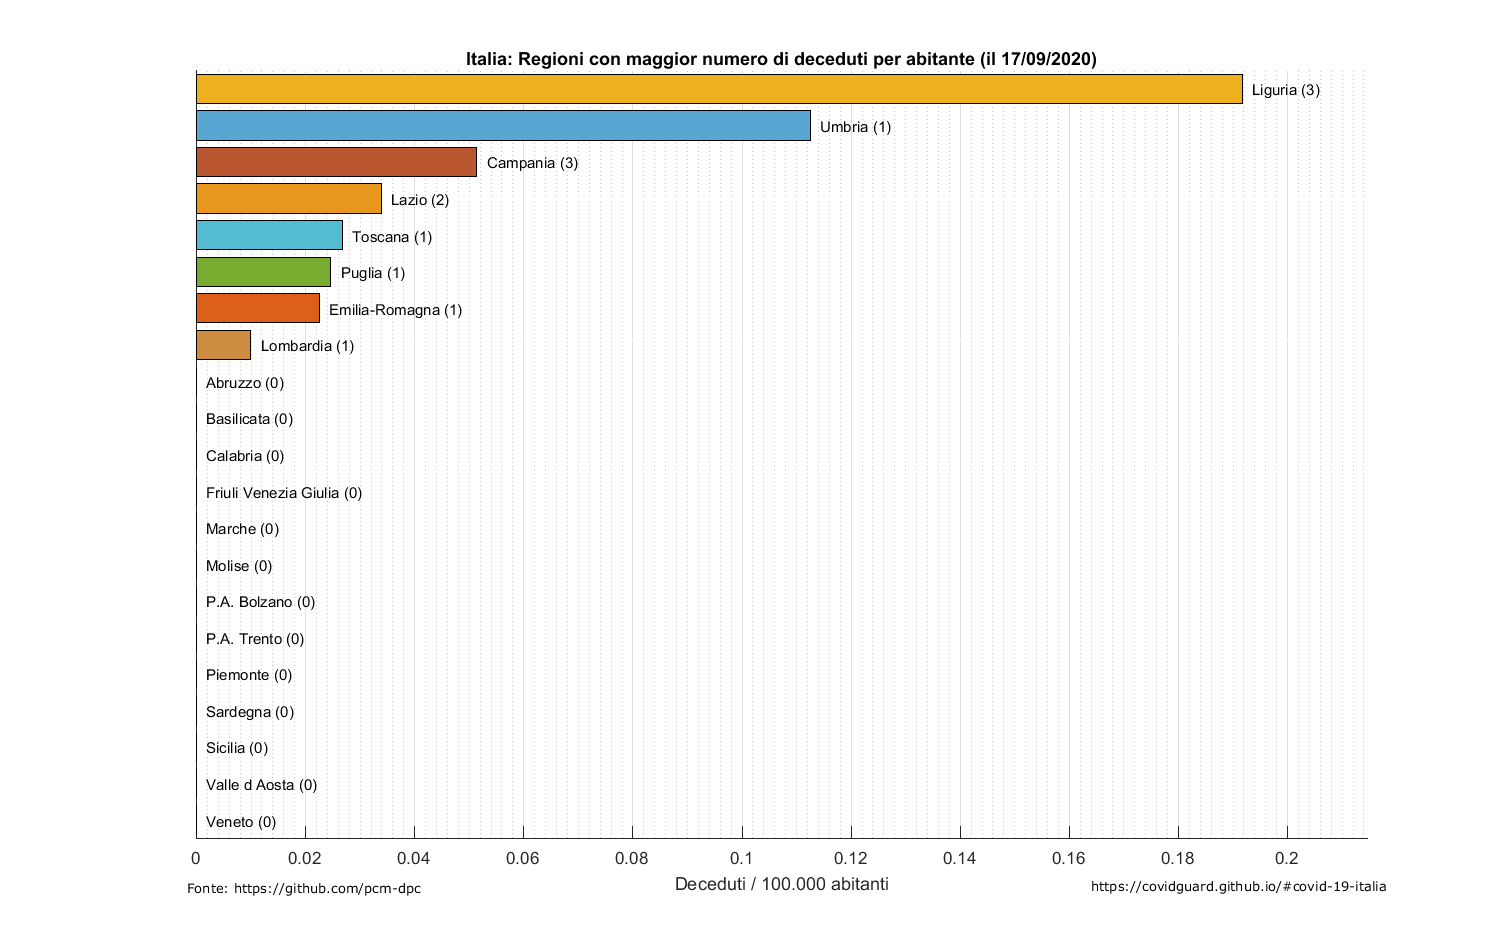 Italia: Regioni con maggior numero di deceduti per abitante (il 17/09/2020)
Liguria (3)
Umbria (1)
Campania (3)
Lazio (2)
Toscana (1)
Puglia (1)
Emilia-Romagna (1)
Lombardia (1)
Abruzzo (0)
Basilicata (0)
Calabria (0)
Friuli Venezia Giulia (0)
Marche (0)
Molise (0)
P.A. Bolzano (0)
P.A. Trento (0)
Piemonte (0)
Sardegna (0)
Sicilia (0)
Valle d Aosta (0)
Veneto (0)
0 0.02 0.04 0.06 0.08 0.1 0.12 0.14 0.16 0.18 0.2
Deceduti / 100.000 abitanti
Fonte: https://github.com/pcm-dpc
https://covidguard.github.io/#covid-19-italia